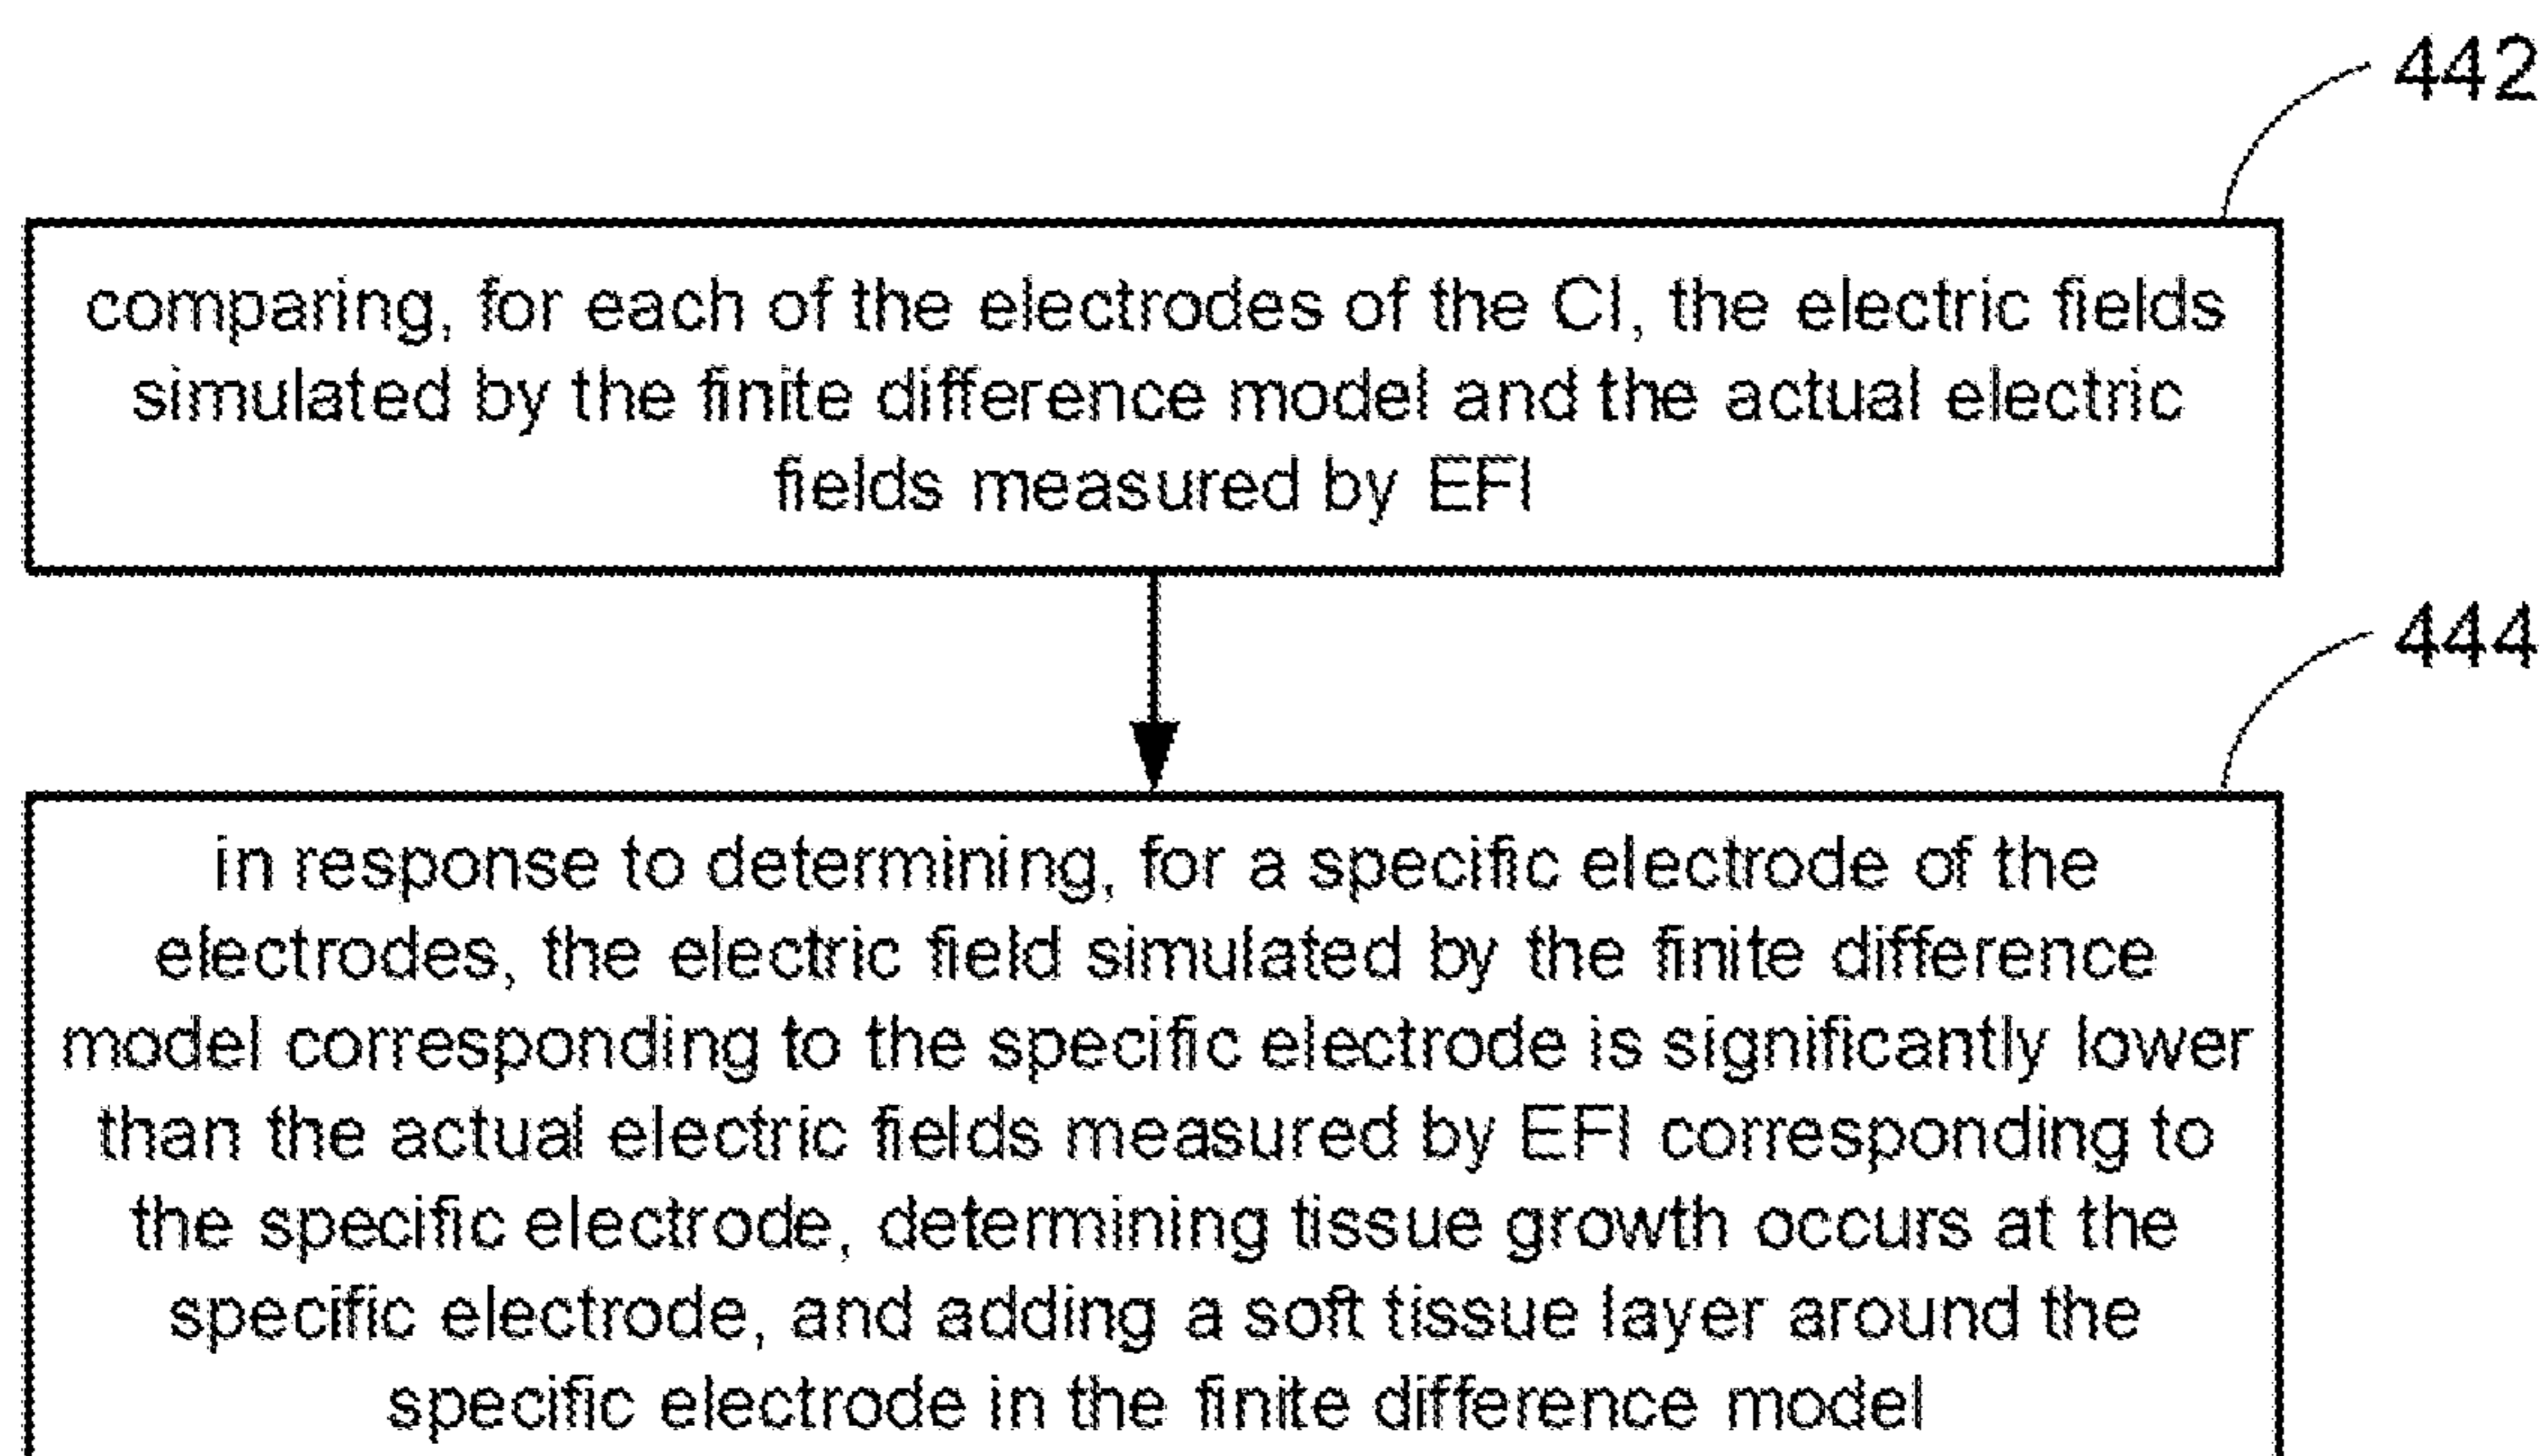 442
comparing, for each of the electrodes of the CI, the electric fields
simulated by the finite difference model and the actual electric
fields measured by EFI
444
in response to determining, for a specific electrode of the
electrodes, the electric field simulated by the finite difference
model corresponding to the specific electrode is significantly lower
than the actual electric fields measured by EFI corresponding to
the specific electrode, determining tissue growth occurs at the
specific electrode, and adding a soft tissue layer around the
specific electrode in the finite difference model